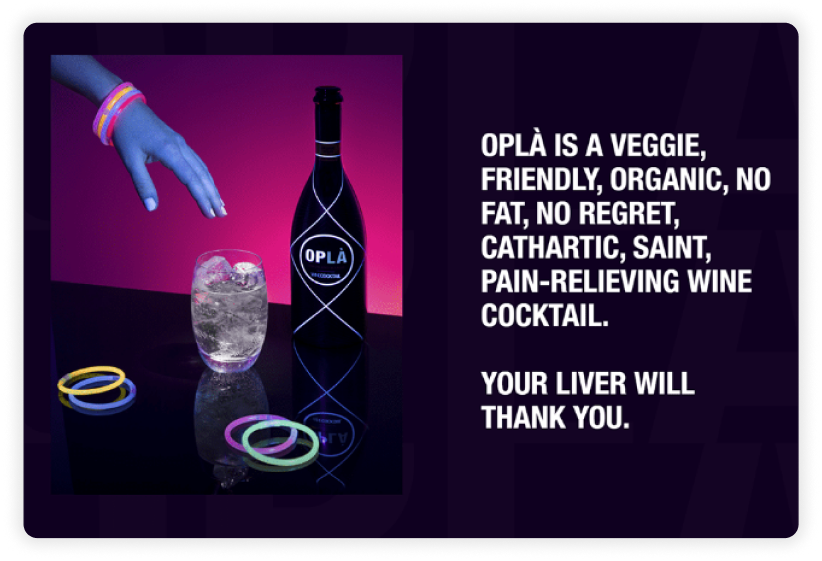 OPLÀ
OPLÀ IS A VEGGIE,
FRIENDLY, ORGANIC, NO
FAT, NO REGRET,
CATHARTIC, SAINT,
PAIN-RELIEVING WINE
COCKTAIL.
YOUR LIVER WILL
THANK YOU.